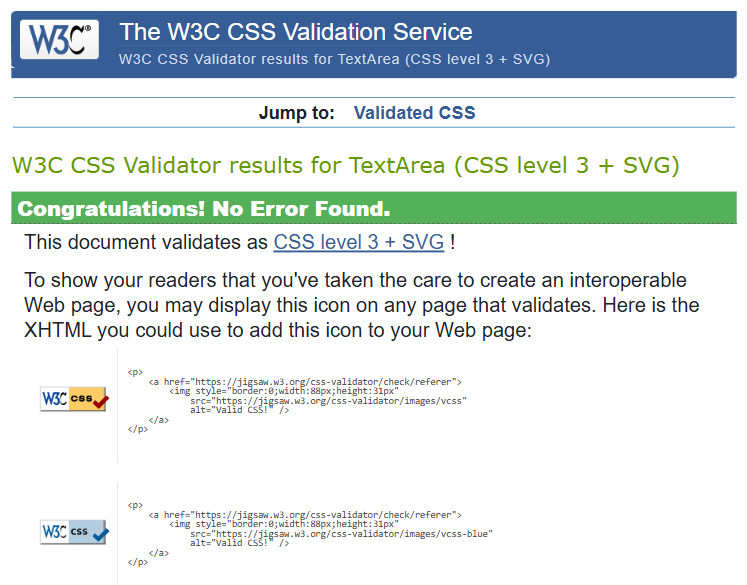 W3C®
The W3C CSS Validation Service
W3C CSS Validator results for TextArea (CSS level 3 + SVG)
Jump to: Validated CSS
W3C CSS Validator results for TextArea (CSS level 3 + SVG)
Congratulations! No Error Found.
This document validates as CSS level 3 + SVG !
To show your readers that you've taken the care to create an interoperable
Web page, you may display this icon on any page that validates. Here is the
XHTML you could use to add this icon to your Web page:
W3C css
<p>
<a href="https://jigsaw.w3.org/css-validator/check/referer">
<img style="border:0;width:88px;height:31px"
src="https://jigsaw.w3.org/css-validator/images/vcss"
alt="Valid CSS!" />
</a>
</p>
W3C css
<p>
<a href="https://jigsaw.w3.org/css-validator/check/referer">
<img style="border:0;width:88px;height:31px"
src="https://jigsaw.w3.org/css-validator/images/vcss-blue"
alt="Valid CSS!" />
</a>
</p>